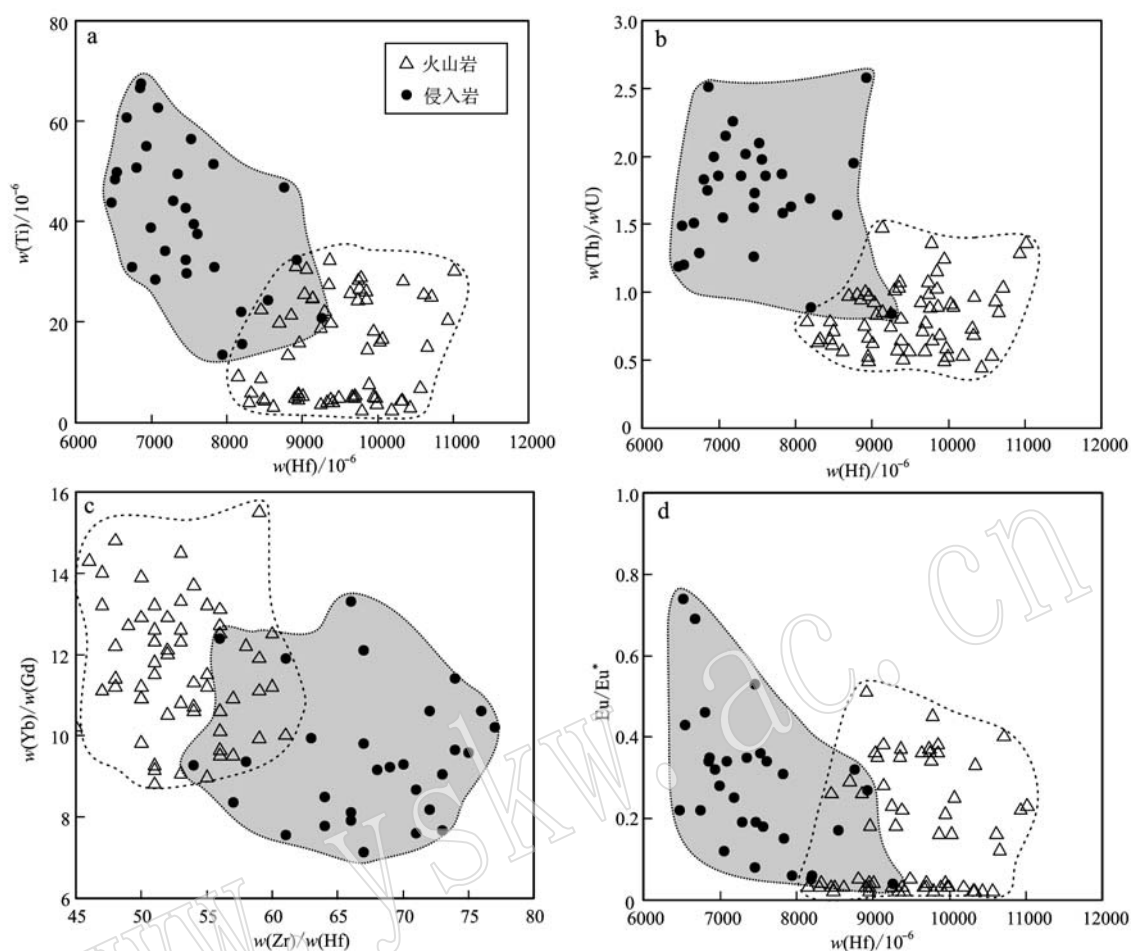 a
80
60
40
20
0
w(Ti)/10⁻⁶
△ 火山岩
● 侵入岩
6000 7000 8000 9000 10000 11000 12000
w(Hf)/10⁻⁶
b
3.0
2.5
2.0
1.5
1.0
0.5
0.0
w(Th)/w(U)
6000 7000 8000 9000 10000 11000 12000
w(Hf)/10⁻⁶
c
16
14
12
10
8
6
w(Yb)/w(Gd)
45 50 55 60 65 70 75 80
w(Zr)/w(Hf)
d
1.0
0.8
0.6
0.4
0.2
0.0
Eu/Eu*
6000 7000 8000 9000 10000 11000 12000
w(Hf)/10⁻⁶
www.yskw.ac.cn